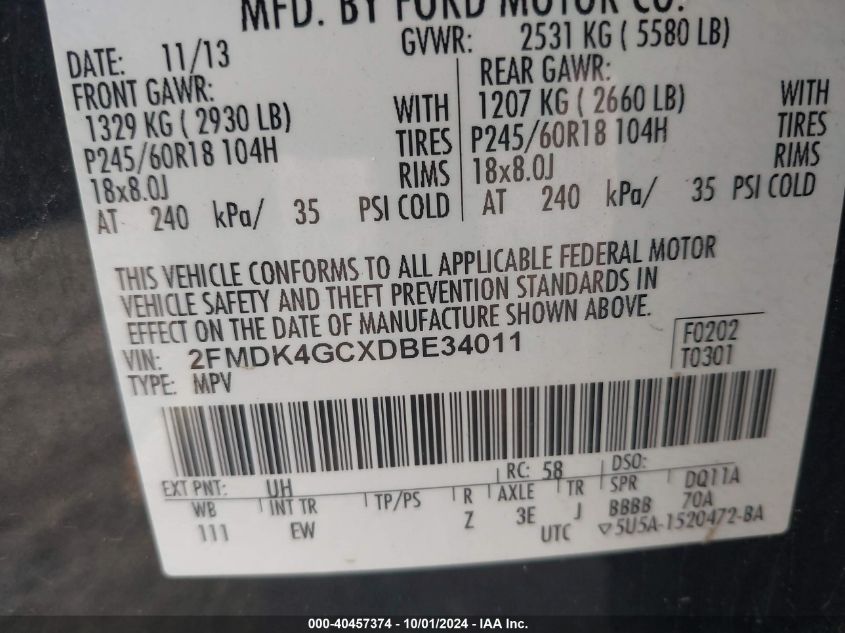 MFD. BY FORD MOTOR CO.
DATE: 11/13
GVWR: 2531 KG ( 5580 LB)
FRONT GAWR:
1329 KG ( 2930 LB) WITH
P245/60R18 104H TIRES
18x8.0J RIMS
AT 240 kPa/ 35 PSI COLD
REAR GAWR:
1207 KG ( 2660 LB) WITH
P245/60R18 104H TIRES
18x8.0J RIMS
AT 240 kPa/ 35 PSI COLD
THIS VEHICLE CONFORMS TO ALL APPLICABLE FEDERAL MOTOR
VEHICLE SAFETY AND THEFT PREVENTION STANDARDS IN
EFFECT ON THE DATE OF MANUFACTURE SHOWN ABOVE.
VIN: 2FMDK4GCXDBE34011
TYPE: MPV
F0202
T0301
EXT PNT: UH RC: 58 DSO:
WB INT TR TP/PS R AXLE TR SPR DQ11A
111 EW Z 3E J BBBB 70A
UTC ▽5U5A-1520472-BA
000-40457374 - 10/01/2024 - IAA Inc.